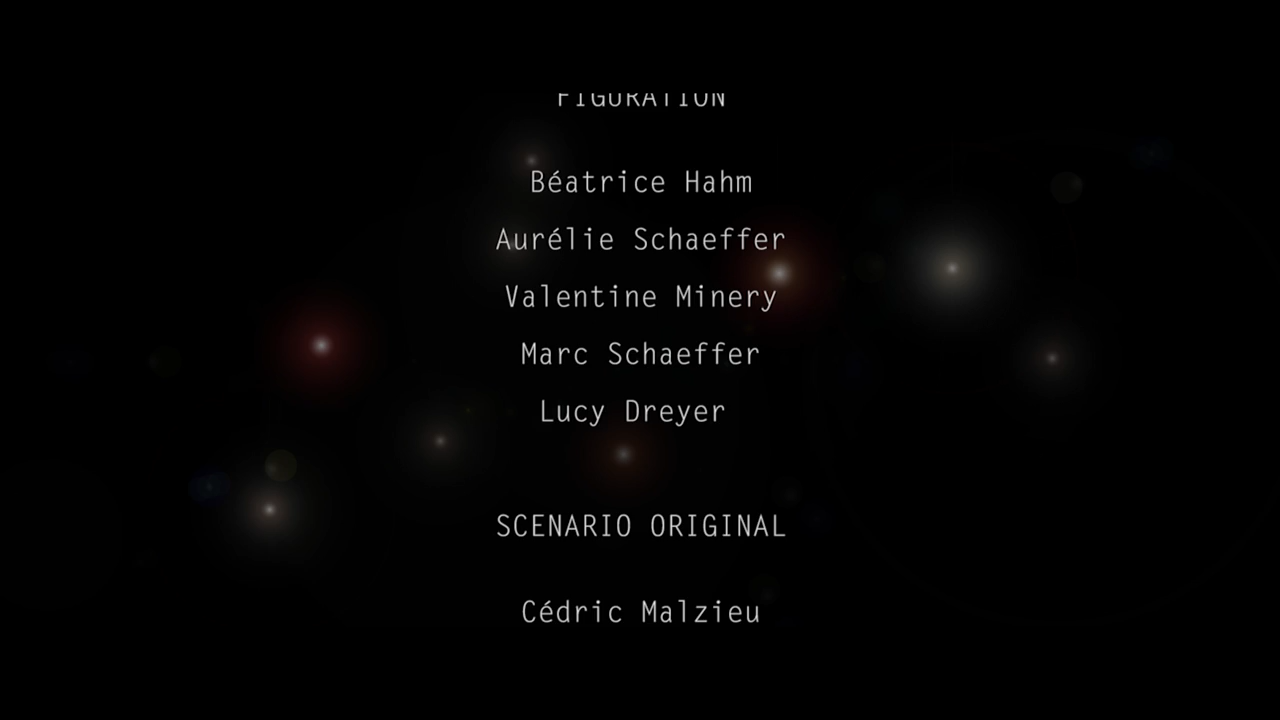 FIGURATION
Béatrice Hahm
Aurélie Schaeffer
Valentine Minery
Marc Schaeffer
Lucy Dreyer
SCENARIO ORIGINAL
Cédric Malzieu